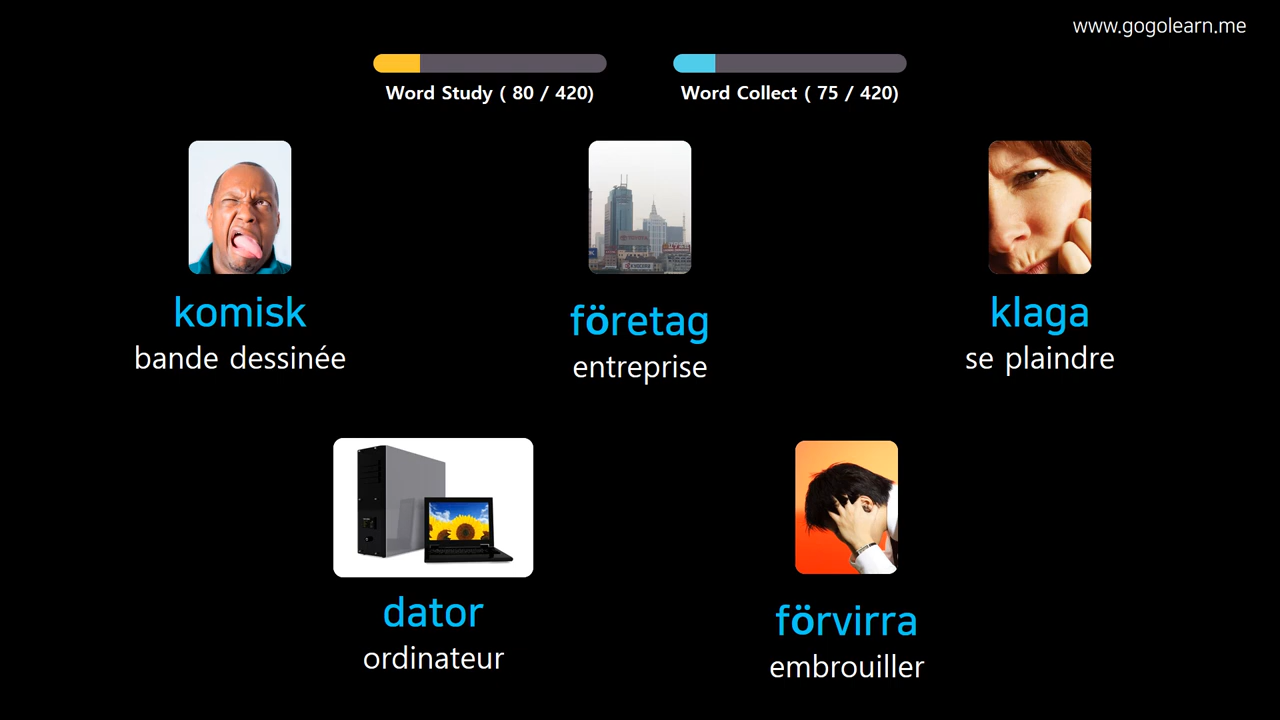 www.gogolearn.me
Word Study ( 80 / 420)
Word Collect ( 75 / 420)
komisk
bande dessinée
företag
entreprise
klaga
se plaindre
dator
ordinateur
förvirra
embrouiller